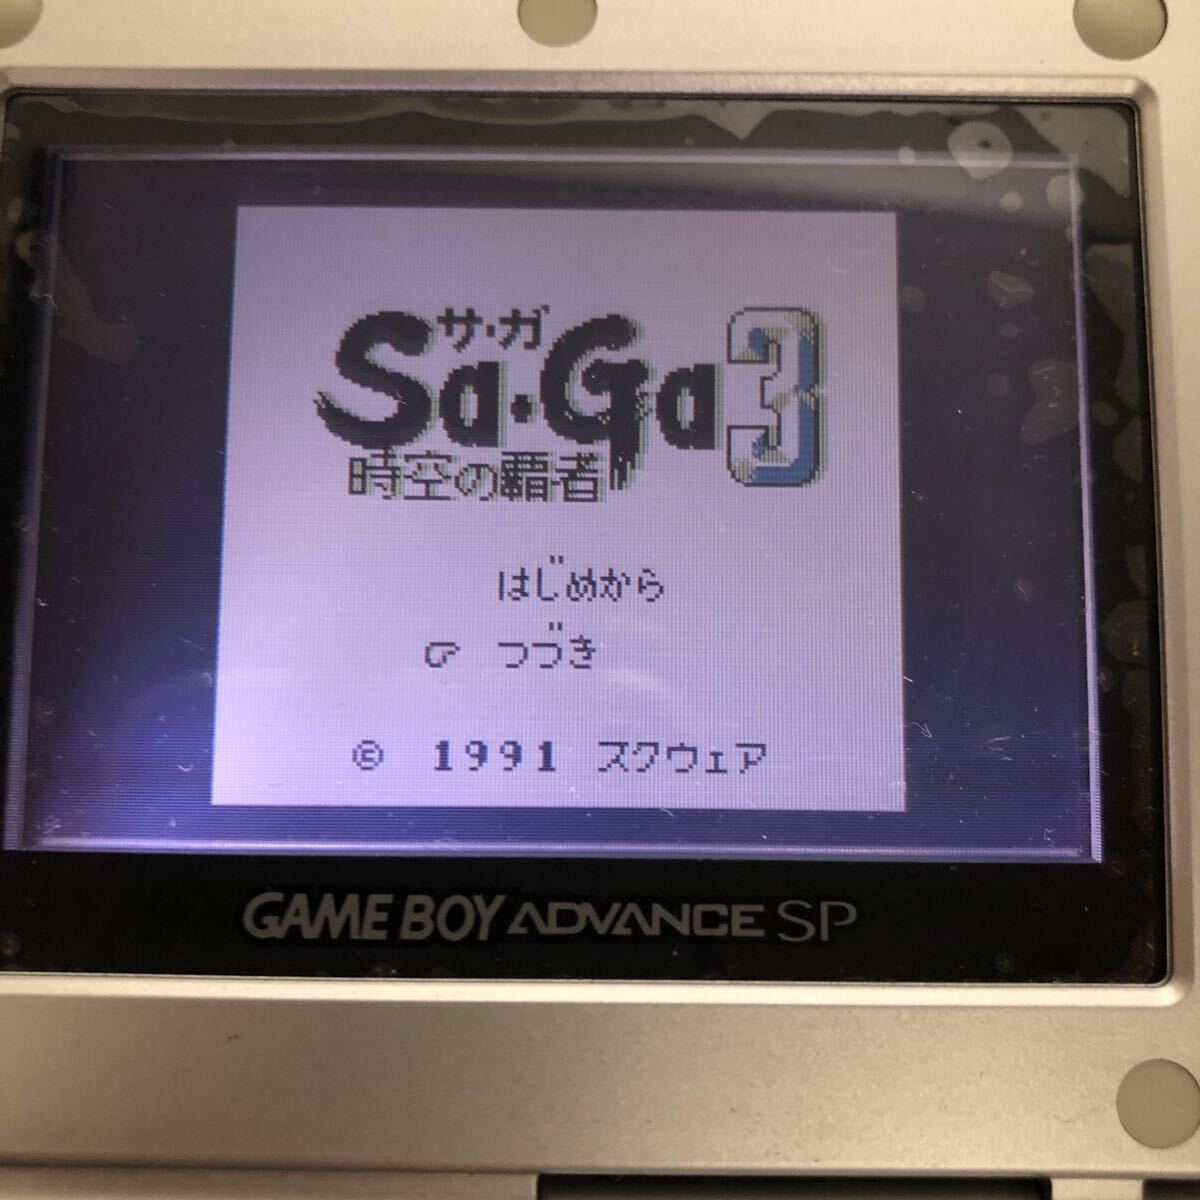 サ・ガ
Sa・Ga3
時空の覇者
はじめから
つづき
© 1991 スクウェア
GAME BOY ADVANCE SP